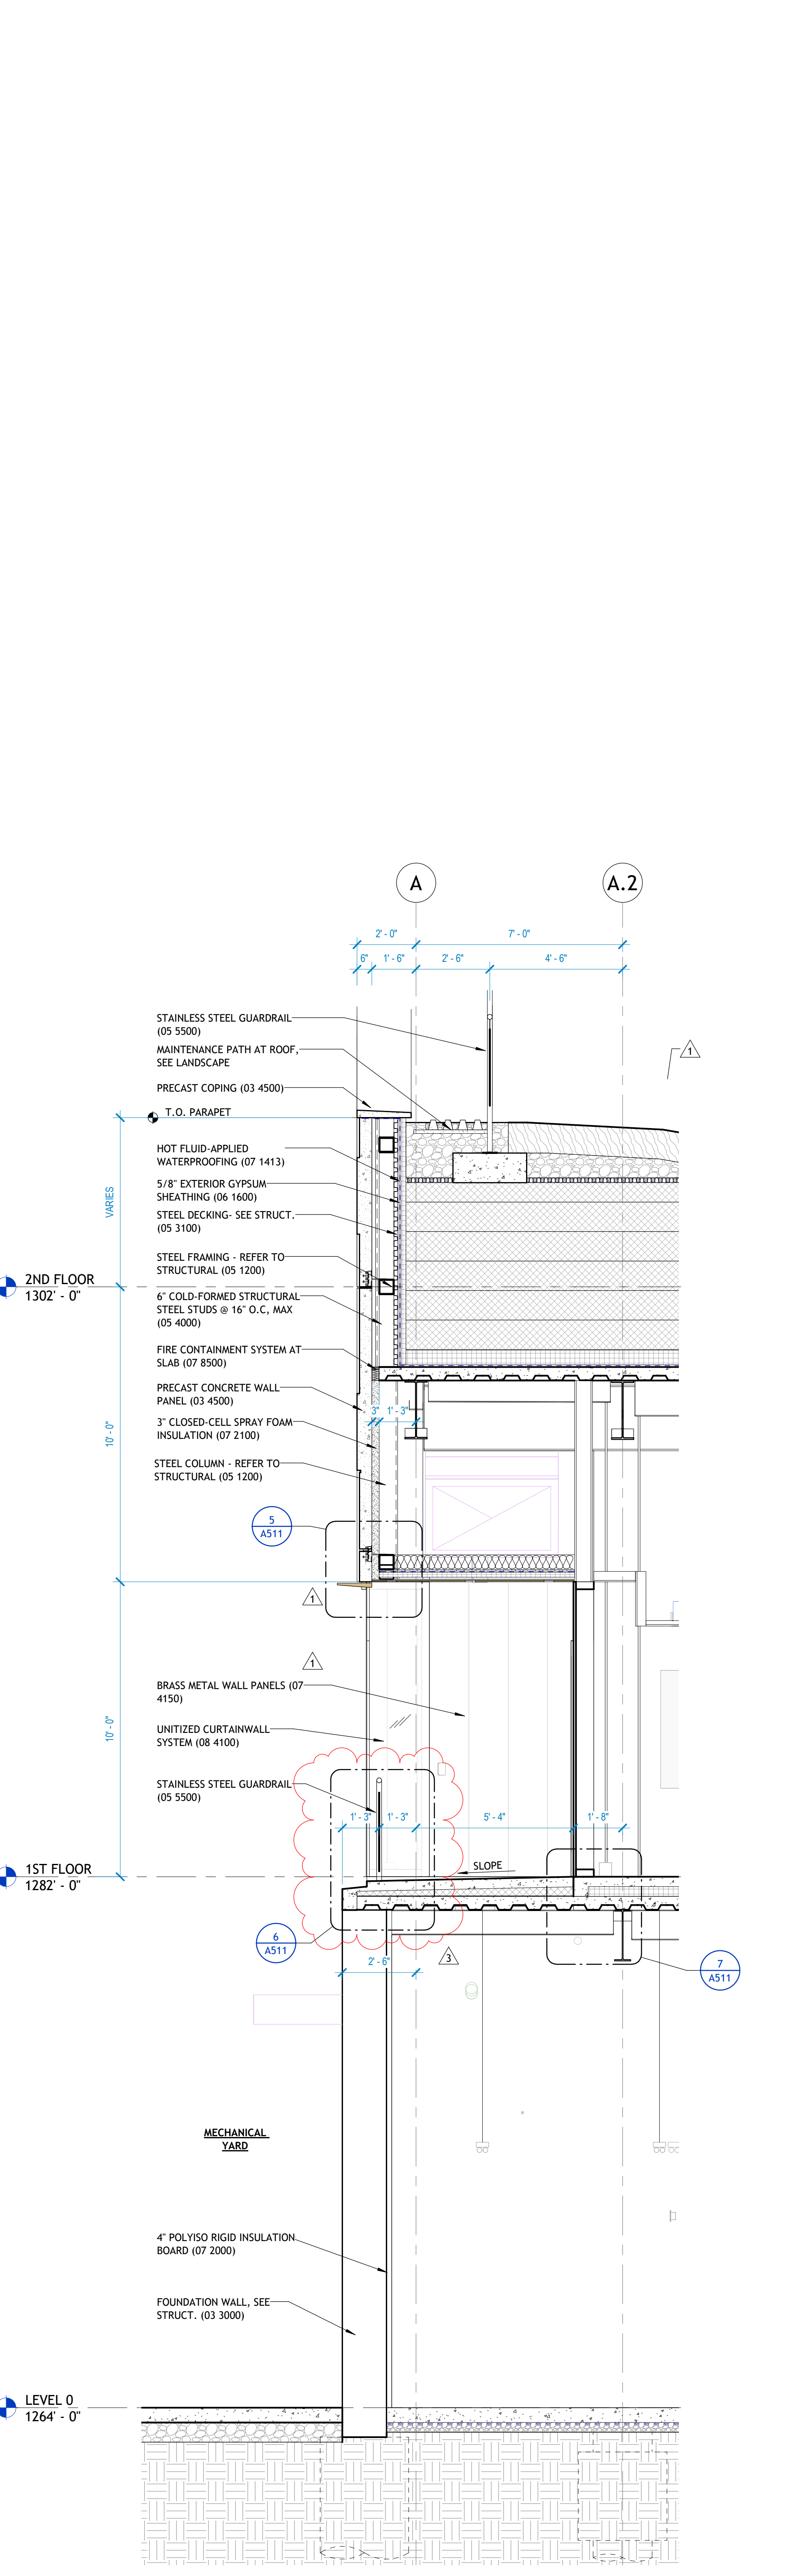 A
A.2
2' - 0"
7' - 0"
6"
1' - 6"
2' - 6"
4' - 6"
STAINLESS STEEL GUARDRAIL
(05 5500)
MAINTENANCE PATH AT ROOF,
SEE LANDSCAPE
1
PRECAST COPING (03 4500)
T.O. PARAPET
HOT FLUID-APPLIED
WATERPROOFING (07 1413)
5/8" EXTERIOR GYPSUM
SHEATHING (06 1600)
VARIES
STEEL DECKING- SEE STRUCT.
(05 3100)
STEEL FRAMING - REFER TO
STRUCTURAL (05 1200)
2ND FLOOR
1302' - 0"
6" COLD-FORMED STRUCTURAL
STEEL STUDS @ 16" O.C, MAX
(05 4000)
FIRE CONTAINMENT SYSTEM AT
SLAB (07 8500)
PRECAST CONCRETE WALL
PANEL (03 4500)
3"
1' - 3"
3" CLOSED-CELL SPRAY FOAM
INSULATION (07 2100)
10' - 0"
STEEL COLUMN - REFER TO
STRUCTURAL (05 1200)
5
A511
1
1
BRASS METAL WALL PANELS (07
4150)
UNITIZED CURTAINWALL
SYSTEM (08 4100)
10' - 0"
STAINLESS STEEL GUARDRAIL
(05 5500)
1' - 3"
1' - 3"
5' - 4"
1' - 8"
SLOPE
1ST FLOOR
1282' - 0"
6
A511
3
7
A511
2' - 6"
MECHANICAL
YARD
4" POLYISO RIGID INSULATION
BOARD (07 2000)
FOUNDATION WALL, SEE
STRUCT. (03 3000)
LEVEL 0
1264' - 0"